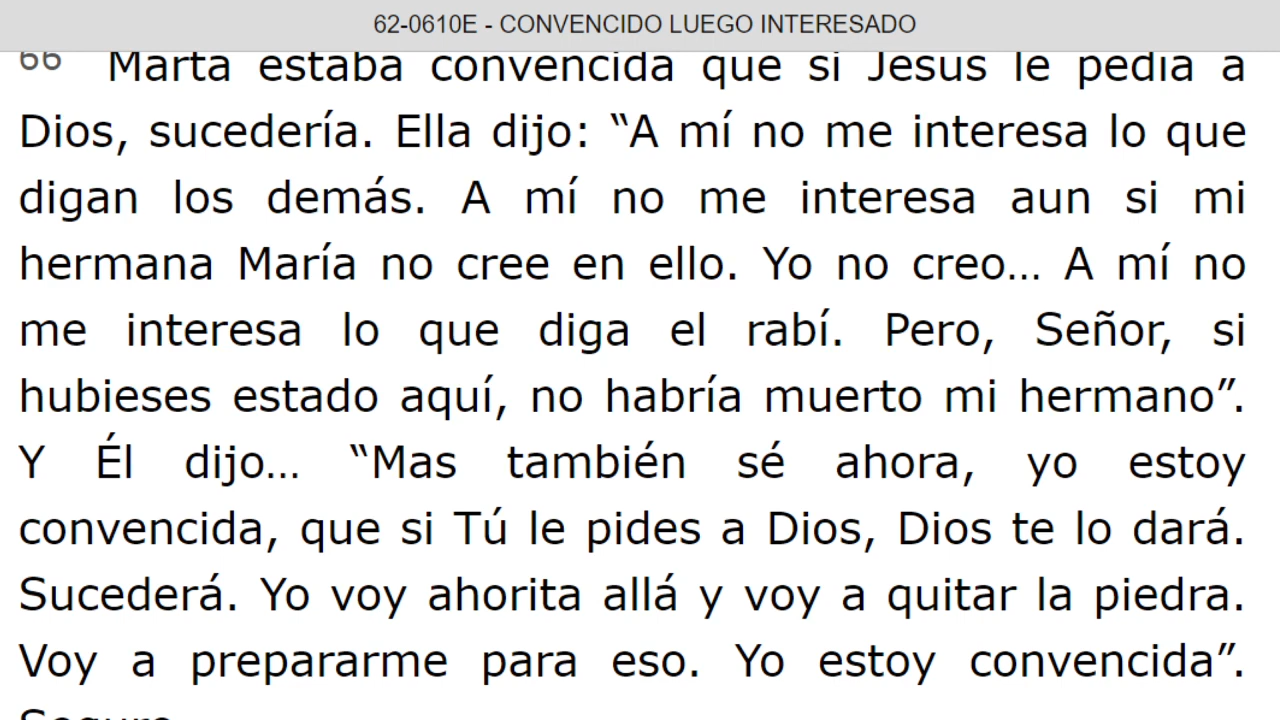 62-0610E - CONVENCIDO LUEGO INTERESADO
66 Marta estaba convencida que si Jesús le pedía a
Dios, sucedería. Ella dijo: “A mí no me interesa lo que
digan los demás. A mí no me interesa aun si mi
hermana María no cree en ello. Yo no creo… A mí no
me interesa lo que diga el rabí. Pero, Señor, si
hubieses estado aquí, no habría muerto mi hermano”.
Y Él dijo… “Mas también sé ahora, yo estoy
convencida, que si Tú le pides a Dios, Dios te lo dará.
Sucederá. Yo voy ahorita allá y voy a quitar la piedra.
Voy a prepararme para eso. Yo estoy convencida”.